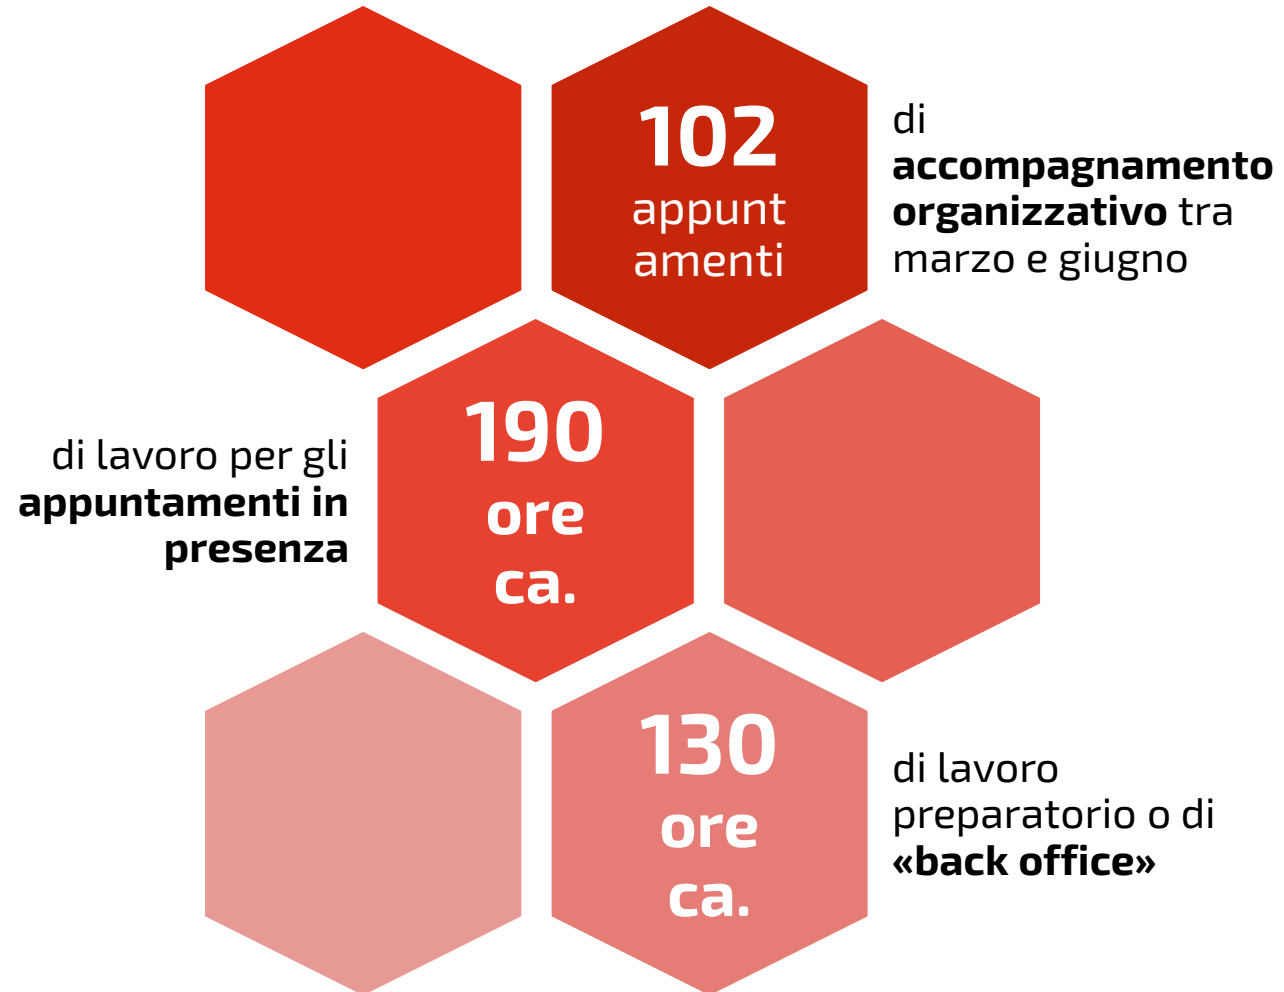 102
appunt
amenti
di
accompagnamento
organizzativo tra
marzo e giugno
190
ore
ca.
di lavoro per gli
appuntamenti in
presenza
130
ore
ca.
di lavoro
preparatorio o di
«back office»